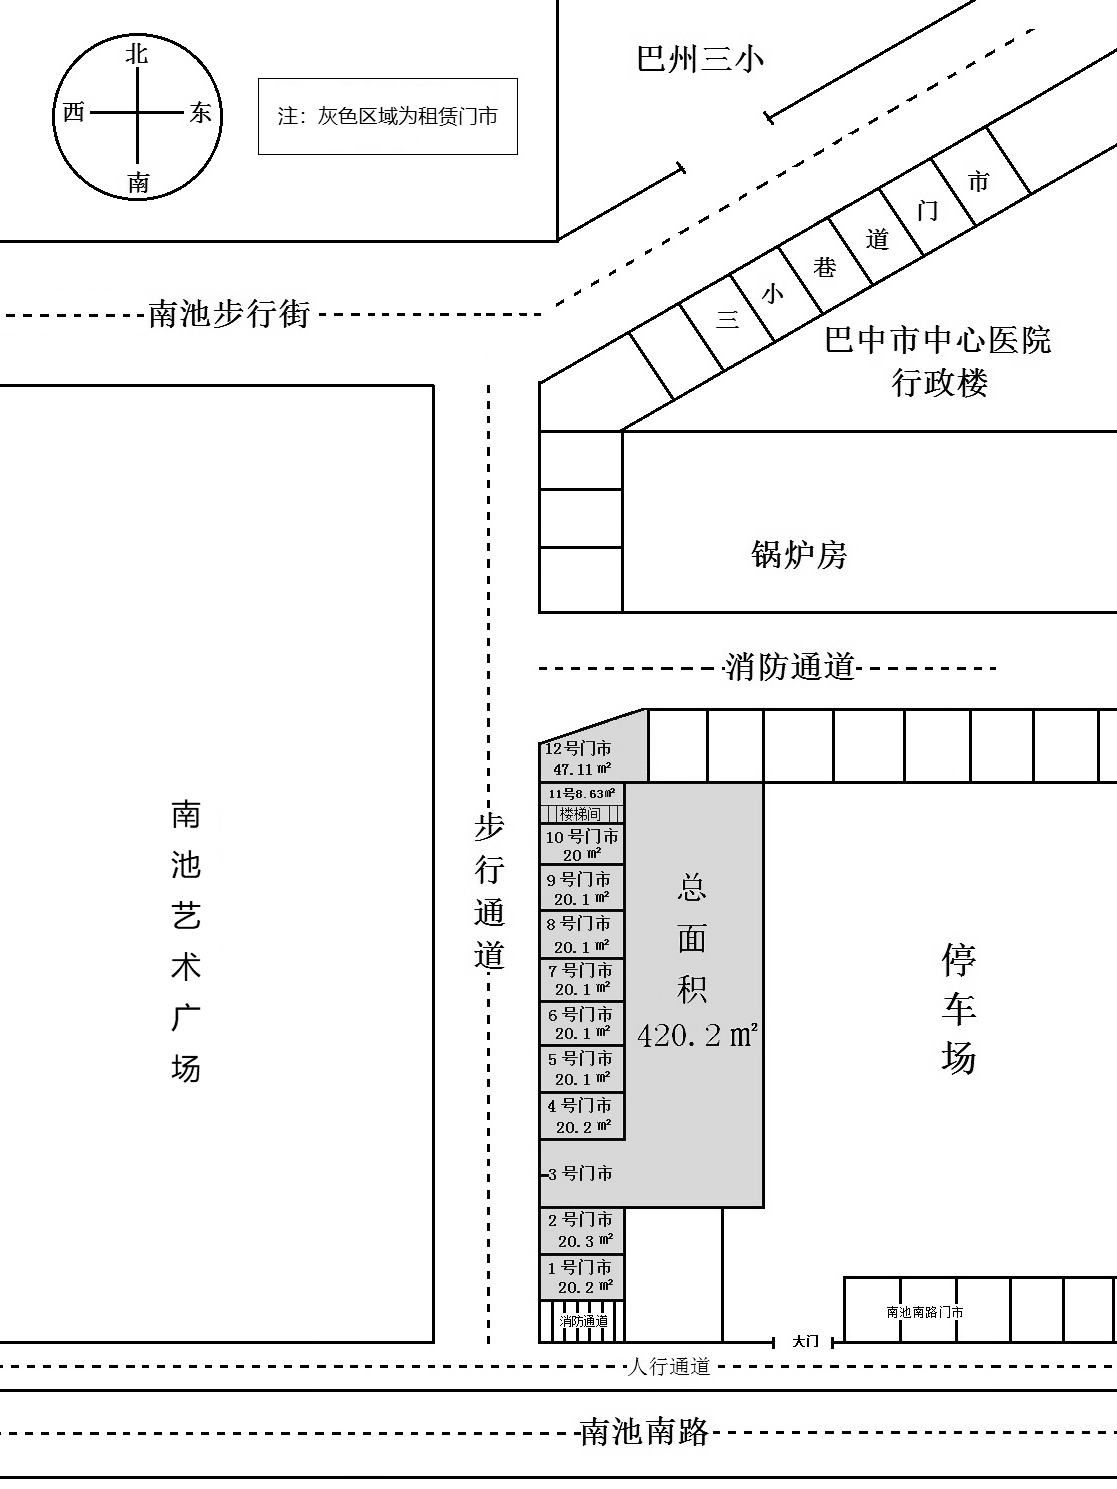 北
西 东
南
注：灰色区域为租赁门市
巴州三小
南池步行街
三小巷道门市
巴中市中心医院
行政楼
锅炉房
消防通道
南池艺术广场
步行通道
12号门市
47.11㎡
11号8.63㎡
楼梯间
10号门市
20㎡
9号门市
20.1㎡
8号门市
20.1㎡
7号门市
20.1㎡
6号门市
20.1㎡
5号门市
20.1㎡
4号门市
20.2㎡
3号门市
2号门市
20.3㎡
1号门市
20.2㎡
消防通道
总面积
420.2㎡
停车场
南池南路门市
大门
人行通道
南池南路